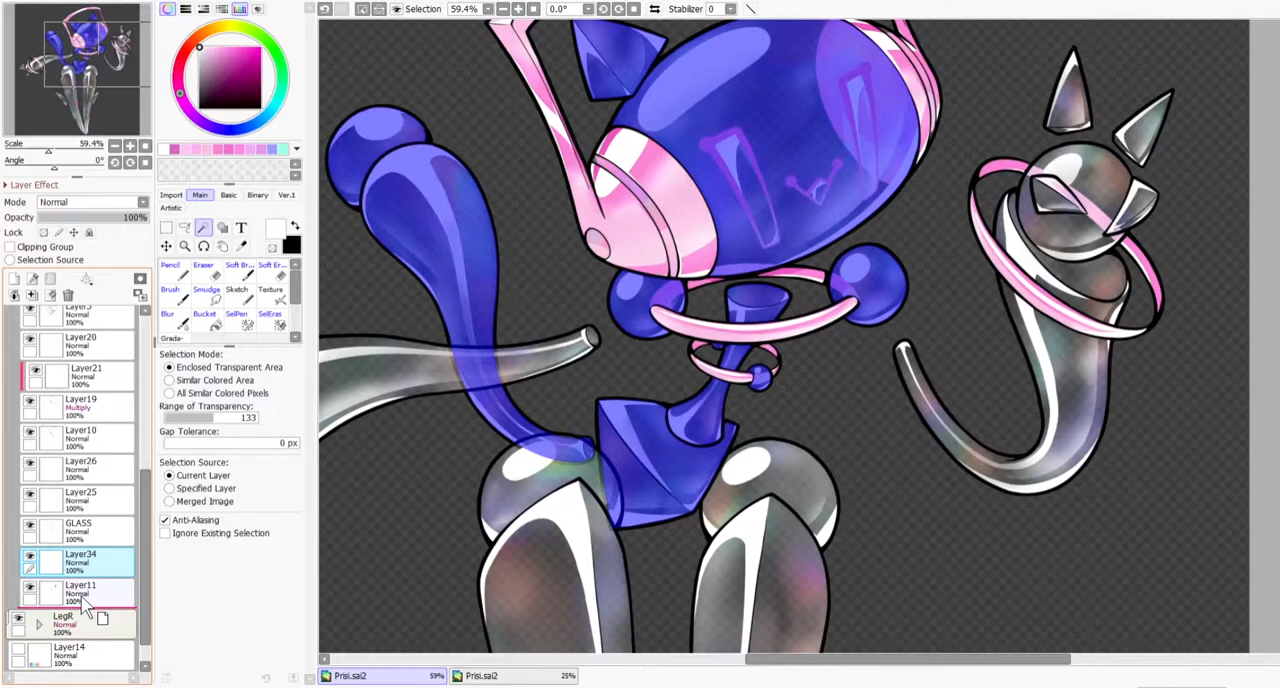 Selection 59.4% 0.0° Stabilizer 0
Scale 59.4%
Angle 0°
Layer Effect
Mode Normal
Opacity 100%
Lock
Clipping Group
Selection Source
Import Main Basic Binary Ver.1
Artistic
T
Pencil Eraser Soft Br... Soft Er...
Brush Smudge Sketch Texture
Blur Bucket SelPen SelEras
Grada-
Selection Mode:
Enclosed Transparent Area
Similar Colored Area
All Similar Colored Pixels
Range of Transparency:
133
Gap Tolerance:
0 px
Selection Source:
Current Layer
Specified Layer
Merged Image
Anti-Aliasing
Ignore Existing Selection
Normal
100%
Layer20
Normal
100%
Layer21
Normal
100%
Layer19
Multiply
100%
Layer10
Normal
100%
Layer26
Normal
100%
Layer25
Normal
100%
GLASS
Normal
100%
Layer34
Normal
100%
Layer11
Normal
100%
LegR
Normal
100%
Layer14
Normal
100%
Prisi.sai2 59% Prisi.sai2 25%